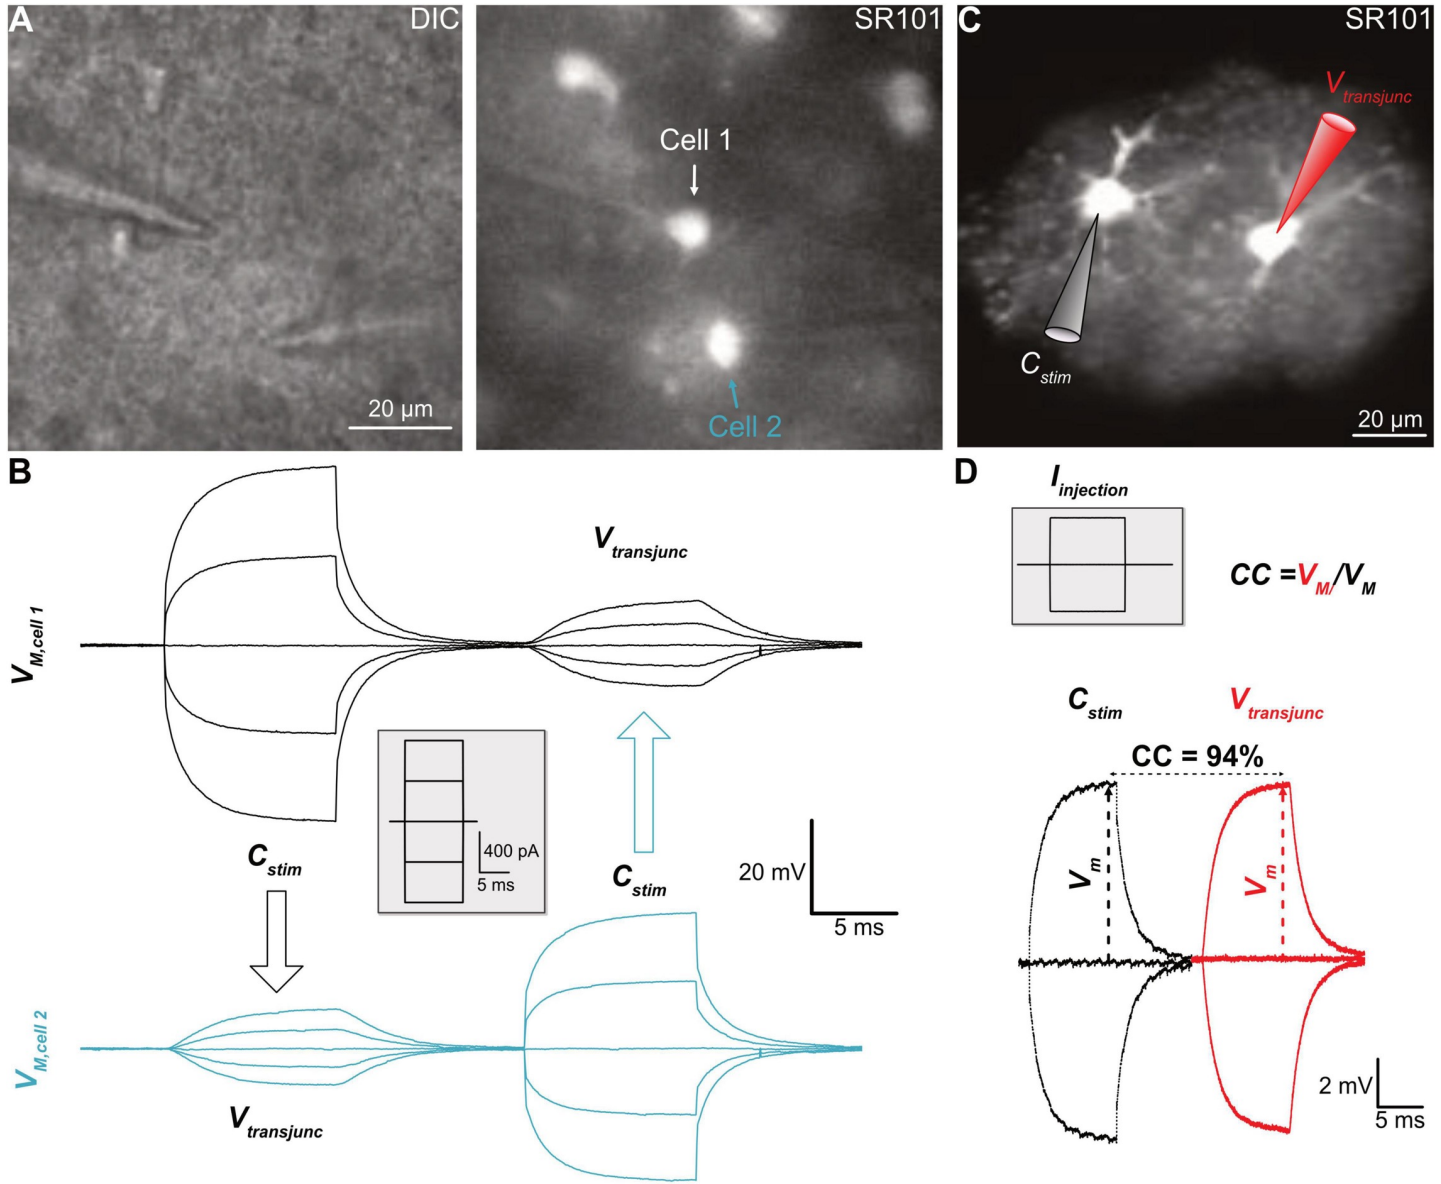 A
DIC
SR101
Cell 1
Cell 2
20 µm
C
SR101
Vtransjunc
Cstim
20 µm
B
VM,cell 1
Vtransjunc
Cstim
400 pA
5 ms
Cstim
20 mV
5 ms
VM,cell 2
Vtransjunc
D
Iinjection
CC =VM//VM
Cstim
Vtransjunc
CC = 94%
Vm
Vm
2 mV
5 ms